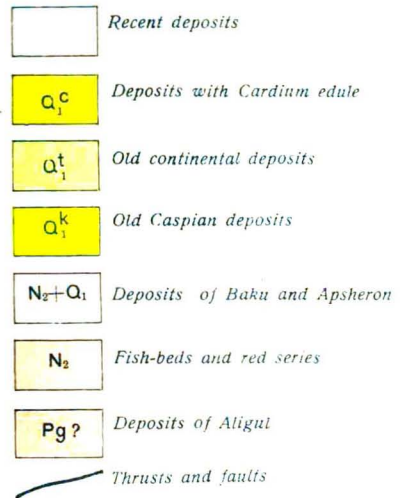 Recent deposits
Q₁ᶜ Deposits with Cardium edule
Q₁ᵗ Old continental deposits
Q₁ᵏ Old Caspian deposits
N₂+Q₁ Deposits of Baku and Apsheron
N₂ Fish-beds and red series
Pg? Deposits of Aligul
Thrusts and faults